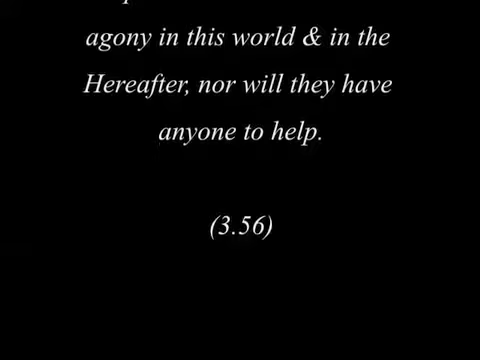 agony in this world & in the
Hereafter, nor will they have
anyone to help.
(3.56)